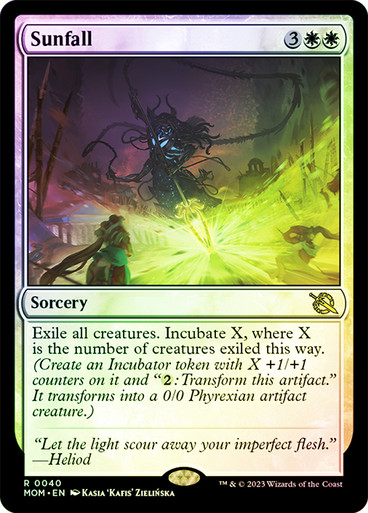 Sunfall 3
Sorcery
Exile all creatures. Incubate X, where X
is the number of creatures exiled this way.
(Create an Incubator token with X +1/+1
counters on it and “2: Transform this artifact.”
It transforms into a 0/0 Phyrexian artifact
creature.)
“Let the light scour away your imperfect flesh.”
—Heliod
R 0040
MOM • EN Kasia ‘Kafis’ Zielińska
™ & © 2023 Wizards of the Coast